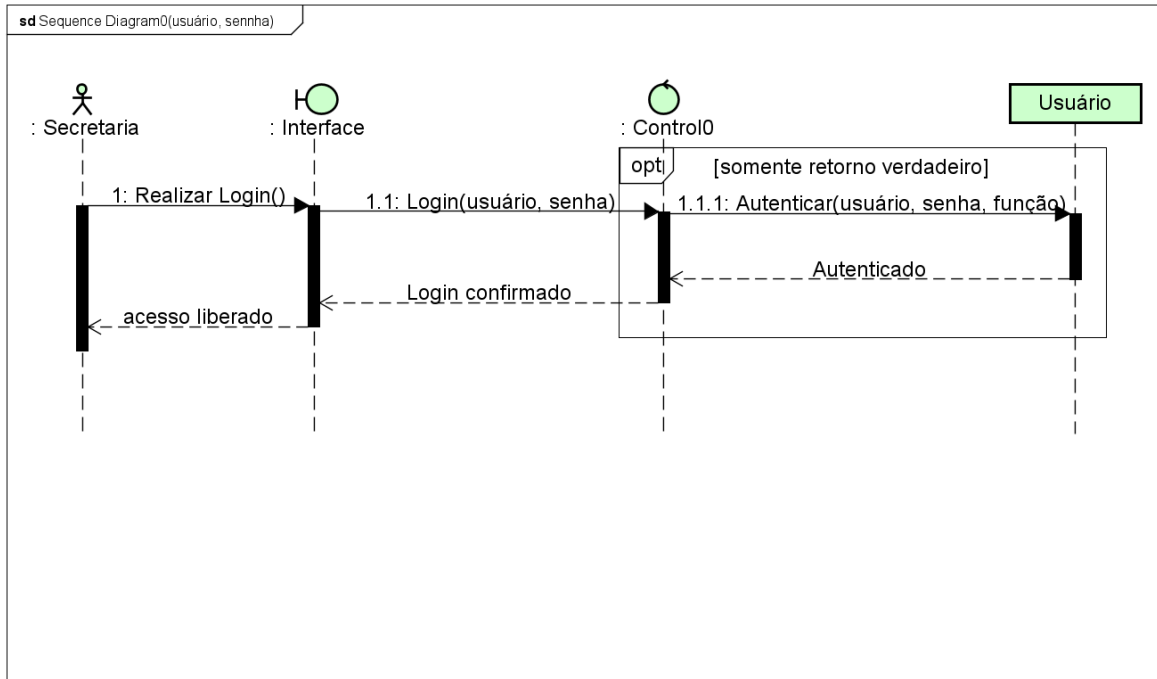 sd Sequence Diagram0(usuário, sennha)
: Secretaria
: Interface
: Control0
Usuário
opt
[somente retorno verdadeiro]
1: Realizar Login()
1.1: Login(usuário, senha)
1.1.1: Autenticar(usuário, senha, função)
Autenticado
Login confirmado
acesso liberado